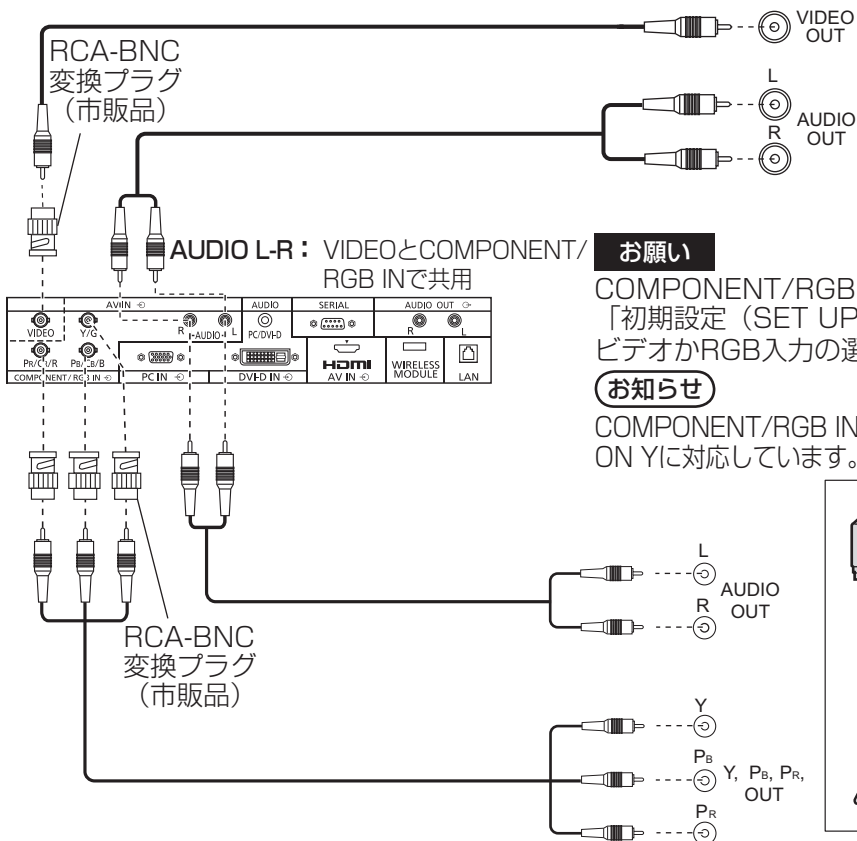 VIDEO
OUT
RCA-BNC
変換プラグ
（市販品）
L
R
AUDIO
OUT
AUDIO L-R： VIDEOとCOMPONENT/
RGB INで共用
お願い
COMPONENT/RGB
「初期設定（SET UP
ビデオかRGB入力の選
お知らせ
COMPONENT/RGB IN
ON Yに対応しています。
AV IN
AUDIO
SERIAL
AUDIO OUT
VIDEO
Y/G
R
AUDIO
L
PC/DVI-D
R
L
PR/CR/R
PB/CB/B
HDMI
WIRELESS
MODULE
COMPONENT / RGB IN
PC IN
DVI-D IN
AV IN
LAN
RCA-BNC
変換プラグ
（市販品）
L
R
AUDIO
OUT
Y
PB
PR
Y, PB, PR,
OUT